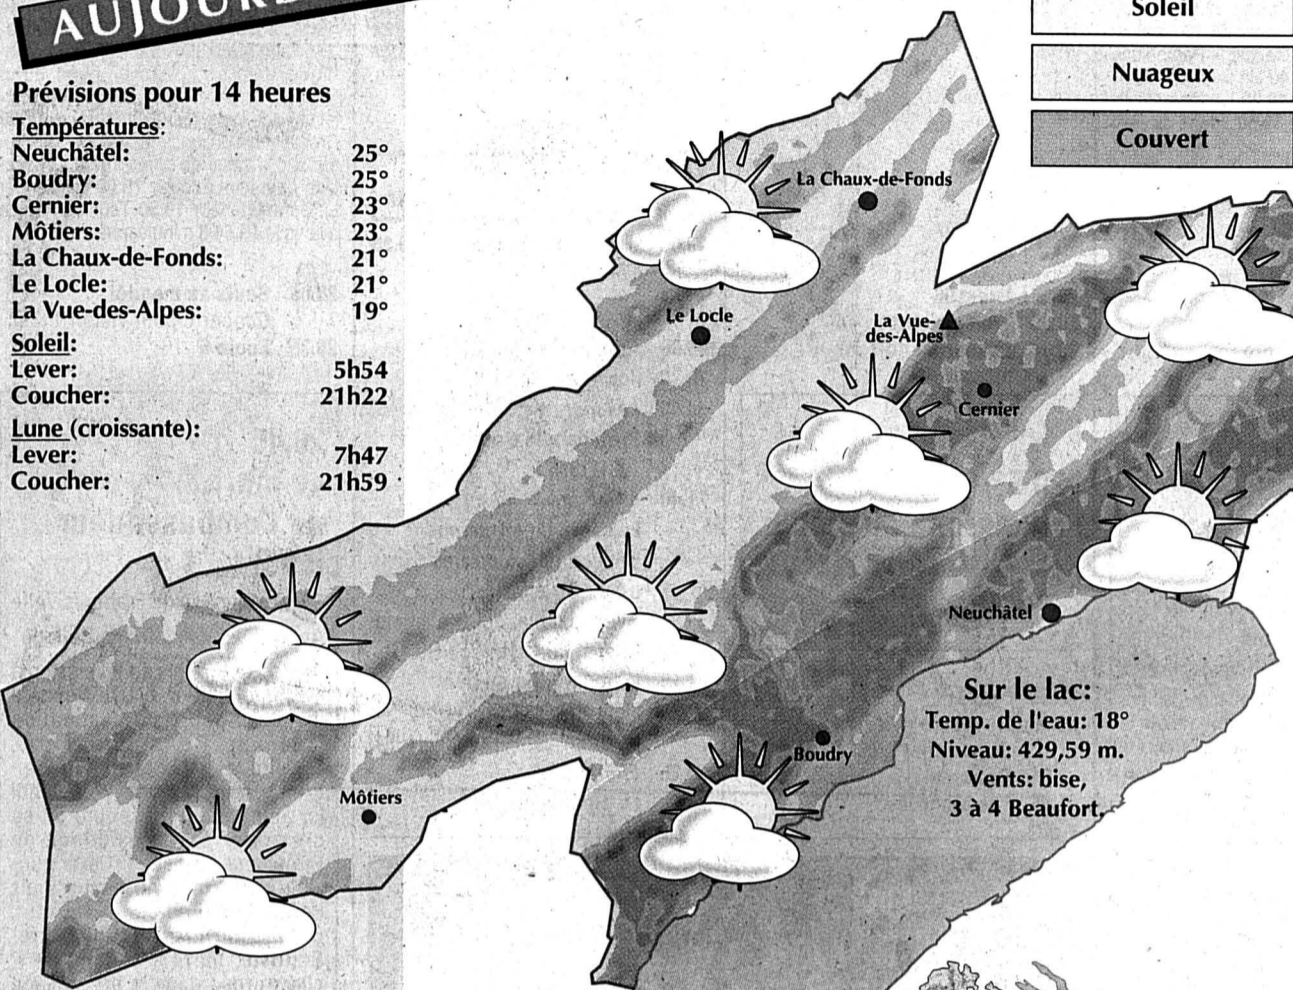 Prévisions pour 14 heures
Températures:
Neuchâtel: 25°
Boudry: 25°
Cernier: 23°
Môtiers: 23°
La Chaux-de-Fonds: 21°
Le Locle: 21°
La Vue-des-Alpes: 19°
Soleil:
Lever: 5h54
Coucher: 21h22
Lune (croissante):
Lever: 7h47
Coucher: 21h59
Soleil
Nuageux
Couvert
La Chaux-de-Fonds
Le Locle
La Vue-
des-Alpes
Cernier
Neuchâtel
Boudry
Môtiers
Sur le lac:
Temp. de l'eau: 18°
Niveau: 429,59 m.
Vents: bise,
3 à 4 Beaufort.